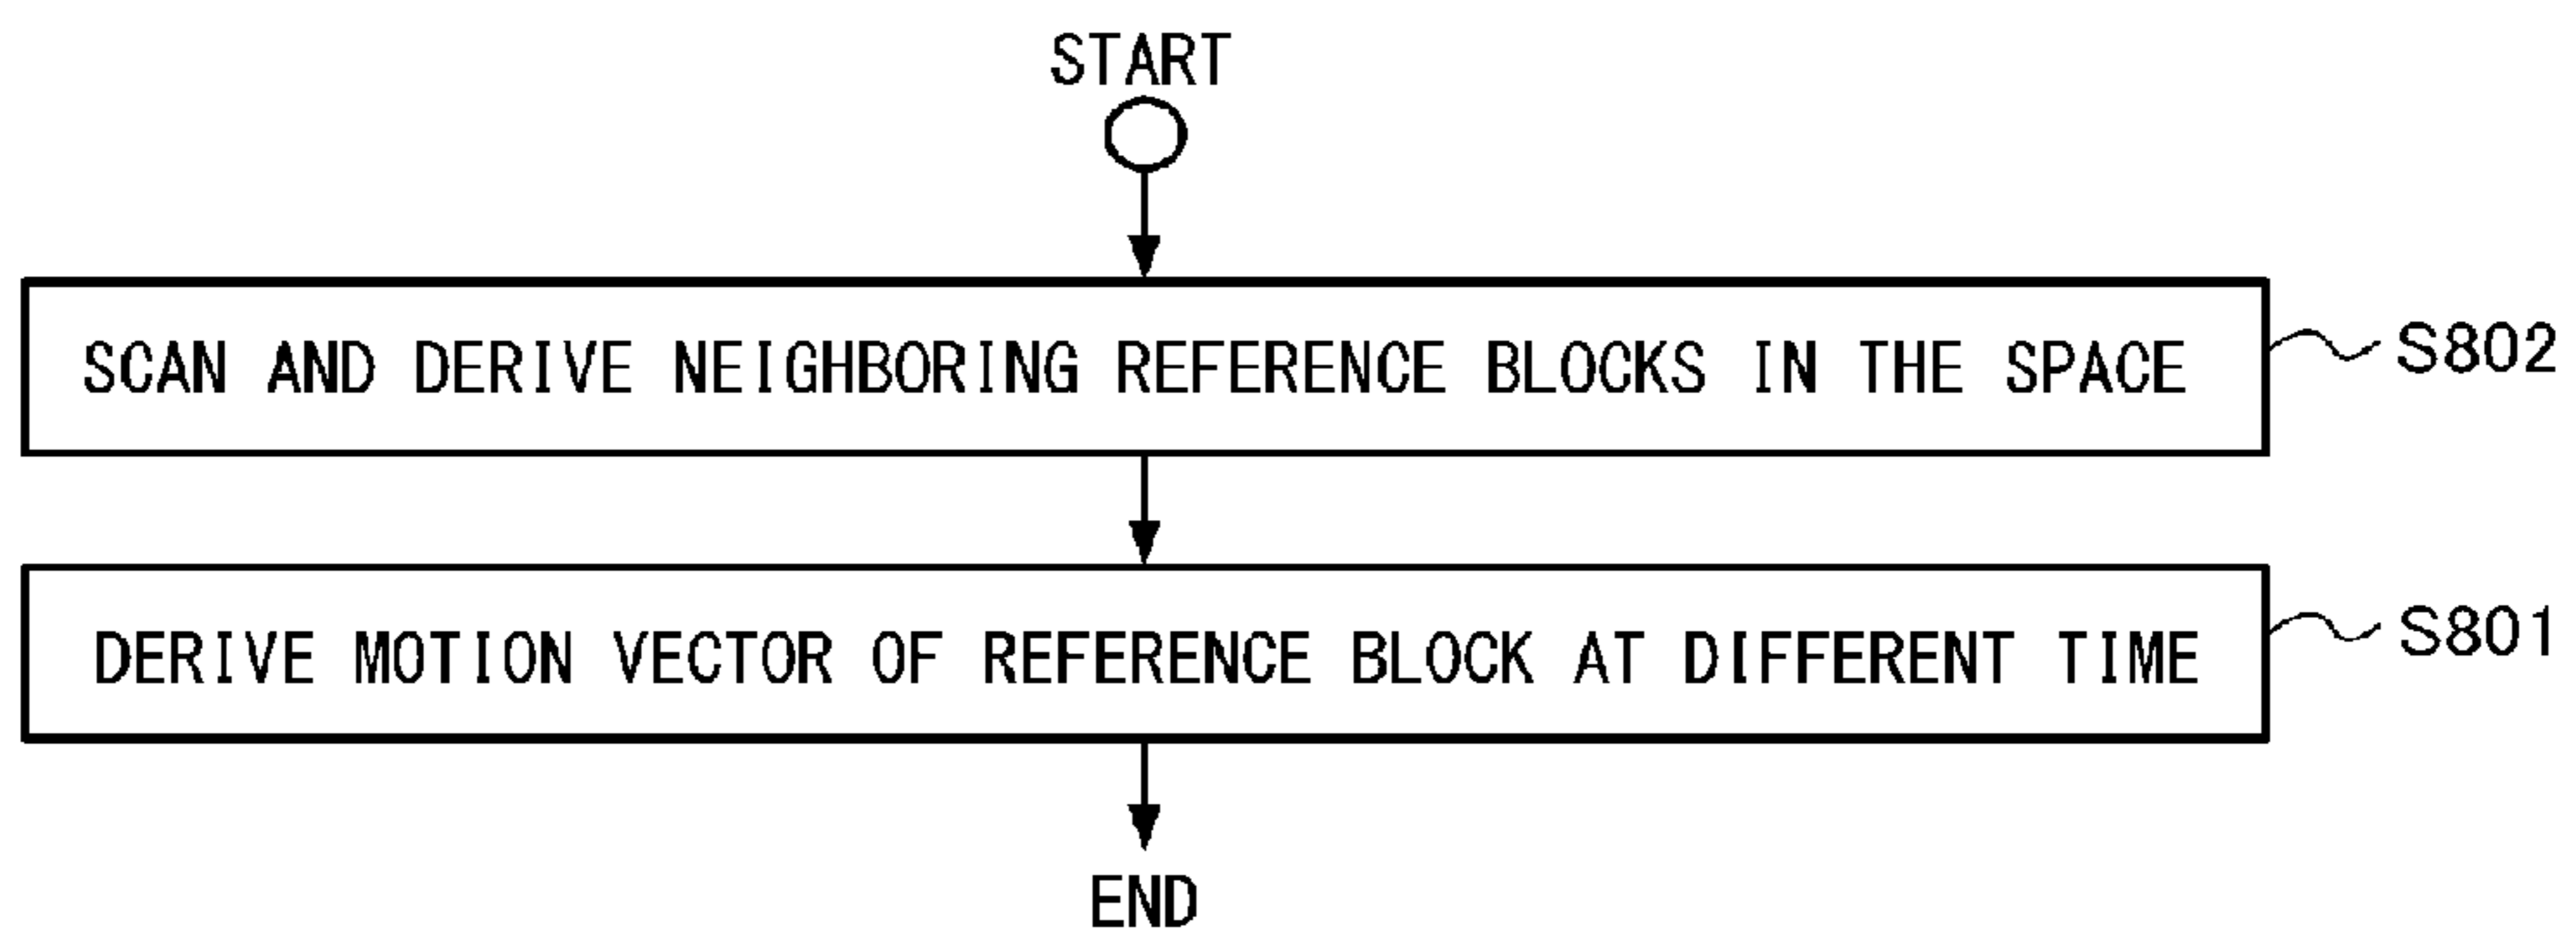 START
SCAN AND DERIVE NEIGHBORING REFERENCE BLOCKS IN THE SPACE
S802
DERIVE MOTION VECTOR OF REFERENCE BLOCK AT DIFFERENT TIME
S801
END